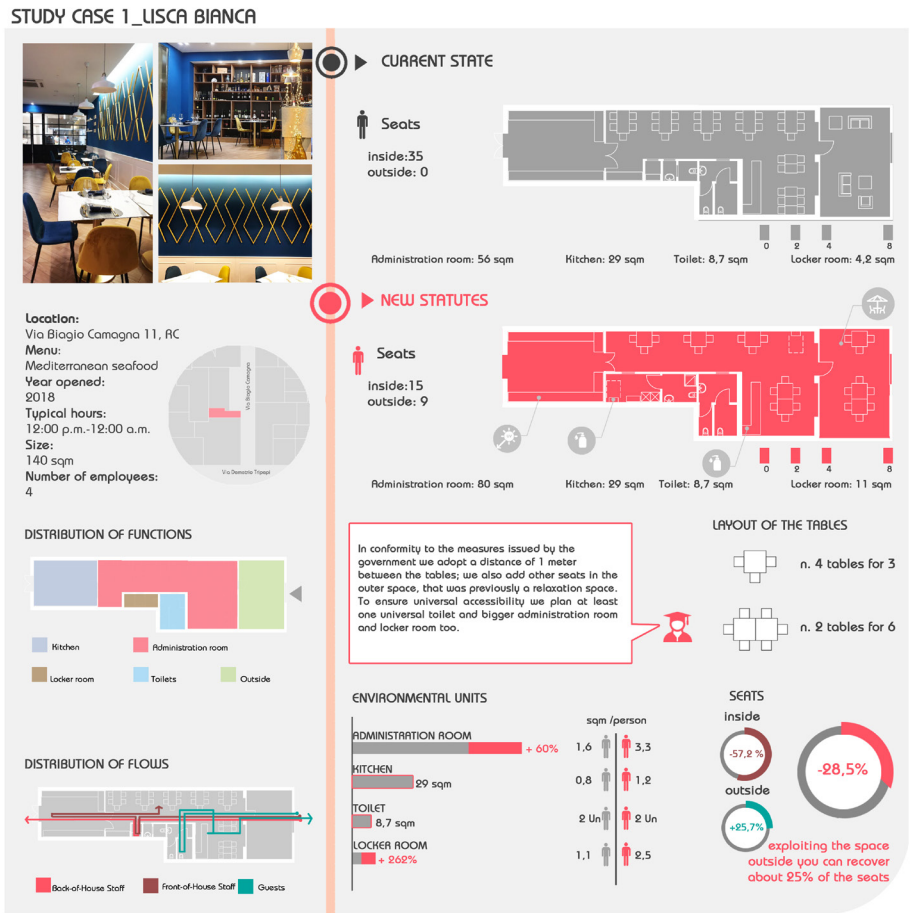 STUDY CASE 1_LISCA BIANCA
CURRENT STATE
Seats
inside:35
outside: 0
0 2 4 8
Administration room: 56 sqm Kitchen: 29 sqm Toilet: 8,7 sqm Locker room: 4,2 sqm
NEW STATUTES
Seats
inside:15
outside: 9
0 2 4 8
Administration room: 80 sqm Kitchen: 29 sqm Toilet: 8,7 sqm Locker room: 11 sqm
Location:
Via Biagio Camagna 11, RC
Menu:
Mediterranean seafood
Year opened:
2018
Typical hours:
12:00 p.m.-12:00 a.m.
Size:
140 sqm
Number of employees:
4
Via Biagio Camagna
Via Demetrio Tripepi
DISTRIBUTION OF FUNCTIONS
Kitchen
Administration room
Locker room
Toilets
Outside
DISTRIBUTION OF FLOWS
Back-of-House Staff
Front-of-House Staff
Guests
In conformity to the measures issued by the
government we adopt a distance of 1 meter
between the tables; we also add other seats in the
outer space, that was previously a relaxation space.
To ensure universal accessibility we plan at least
one universal toilet and bigger administration room
and locker room too.
LAYOUT OF THE TABLES
n. 4 tables for 3
n. 2 tables for 6
ENVIRONMENTAL UNITS
sqm /person
ADMINISTRATION ROOM
+ 60%
1,6 3,3
KITCHEN
29 sqm
0,8 1,2
TOILET
8,7 sqm
2 Un 2 Un
LOCKER ROOM
+ 262%
1,1 2,5
SEATS
inside
-57,2 %
outside
+25,7%
-28,5%
exploiting the space
outside you can recover
about 25% of the seats